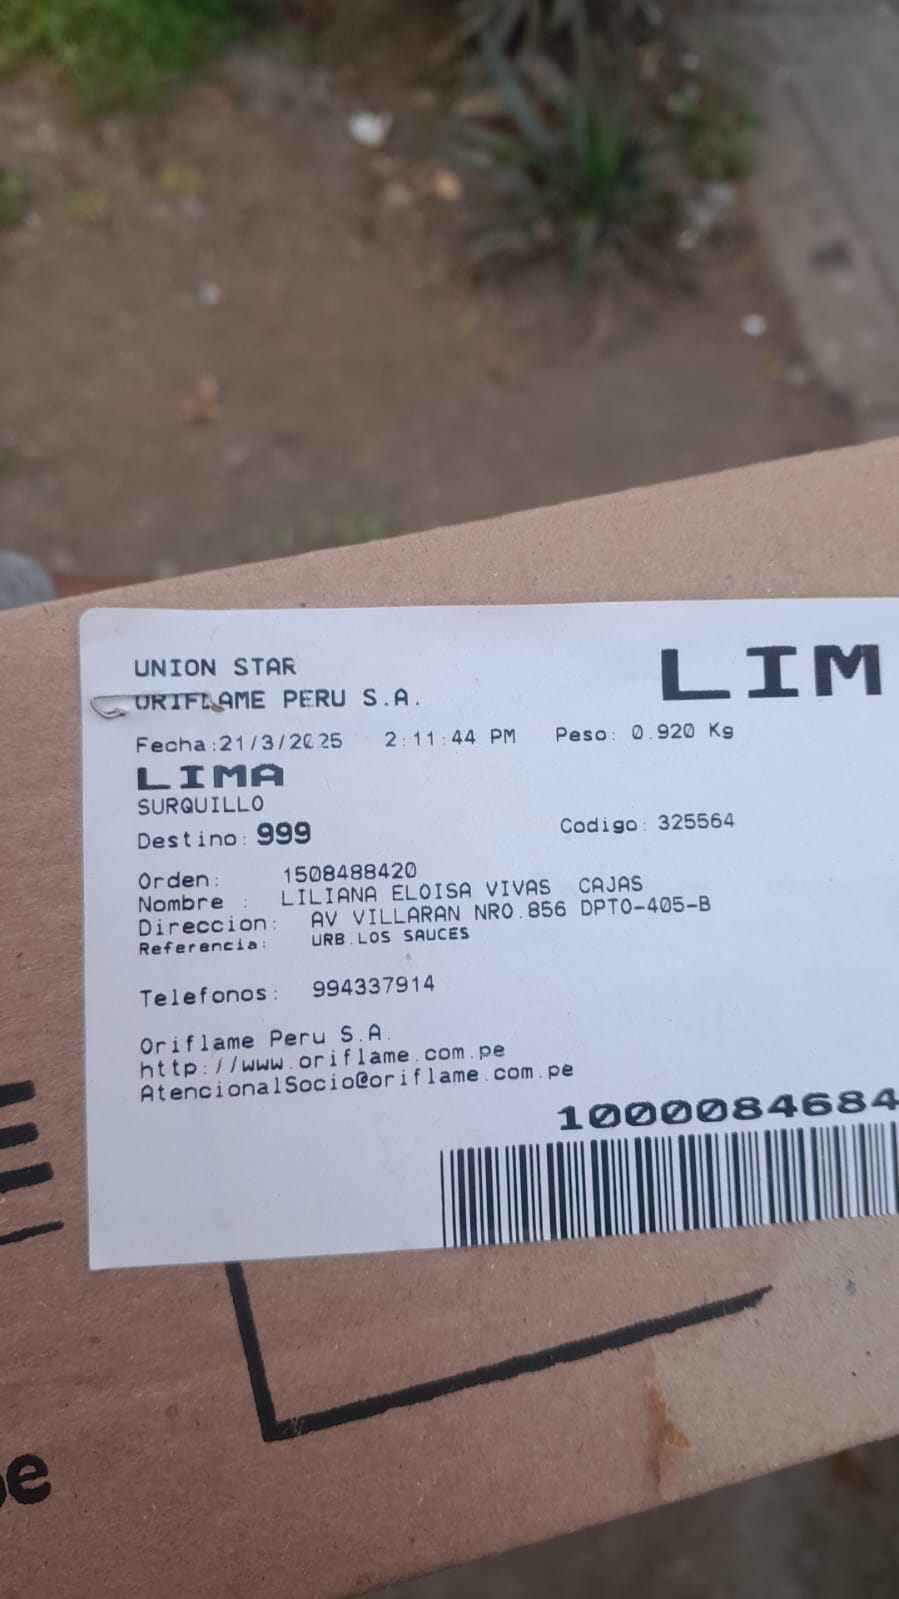 UNION STAR
LIM
ORIFLAME PERU S.A.
Fecha:21/3/2025 2:11:44 PM Peso: 0.920 Kg
LIMA
SURQUILLO
Destino: 999 Codigo: 325564
Orden: 1508488420
Nombre : LILIANA ELOISA VIVAS CAJAS
Direccion: AV VILLARAN NRO.856 DPTO-405-B
Referencia: URB.LOS SAUCES
Telefonos: 994337914
Oriflame Peru S.A.
http://www.oriflame.com.pe
AtencionalSocio@oriflame.com.pe
1000084684
E
e